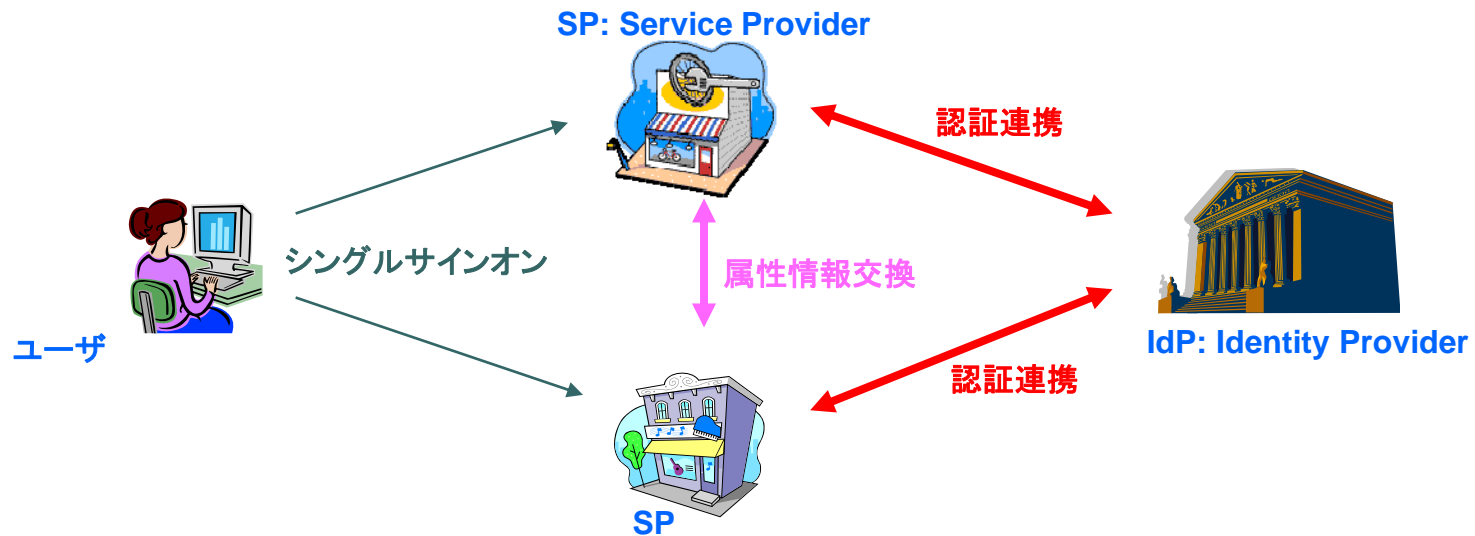 SP: Service Provider
認証連携
シングルサインオン
属性情報交換
ユーザ
IdP: Identity Provider
認証連携
SP